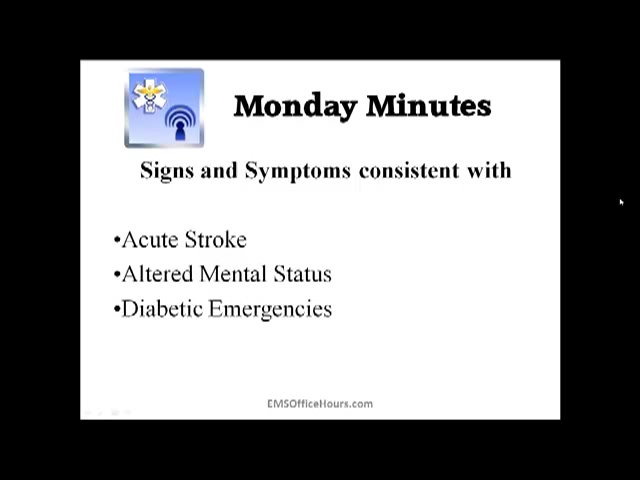 Monday Minutes
Signs and Symptoms consistent with
•Acute Stroke
•Altered Mental Status
•Diabetic Emergencies
EMSOfficeHours.com